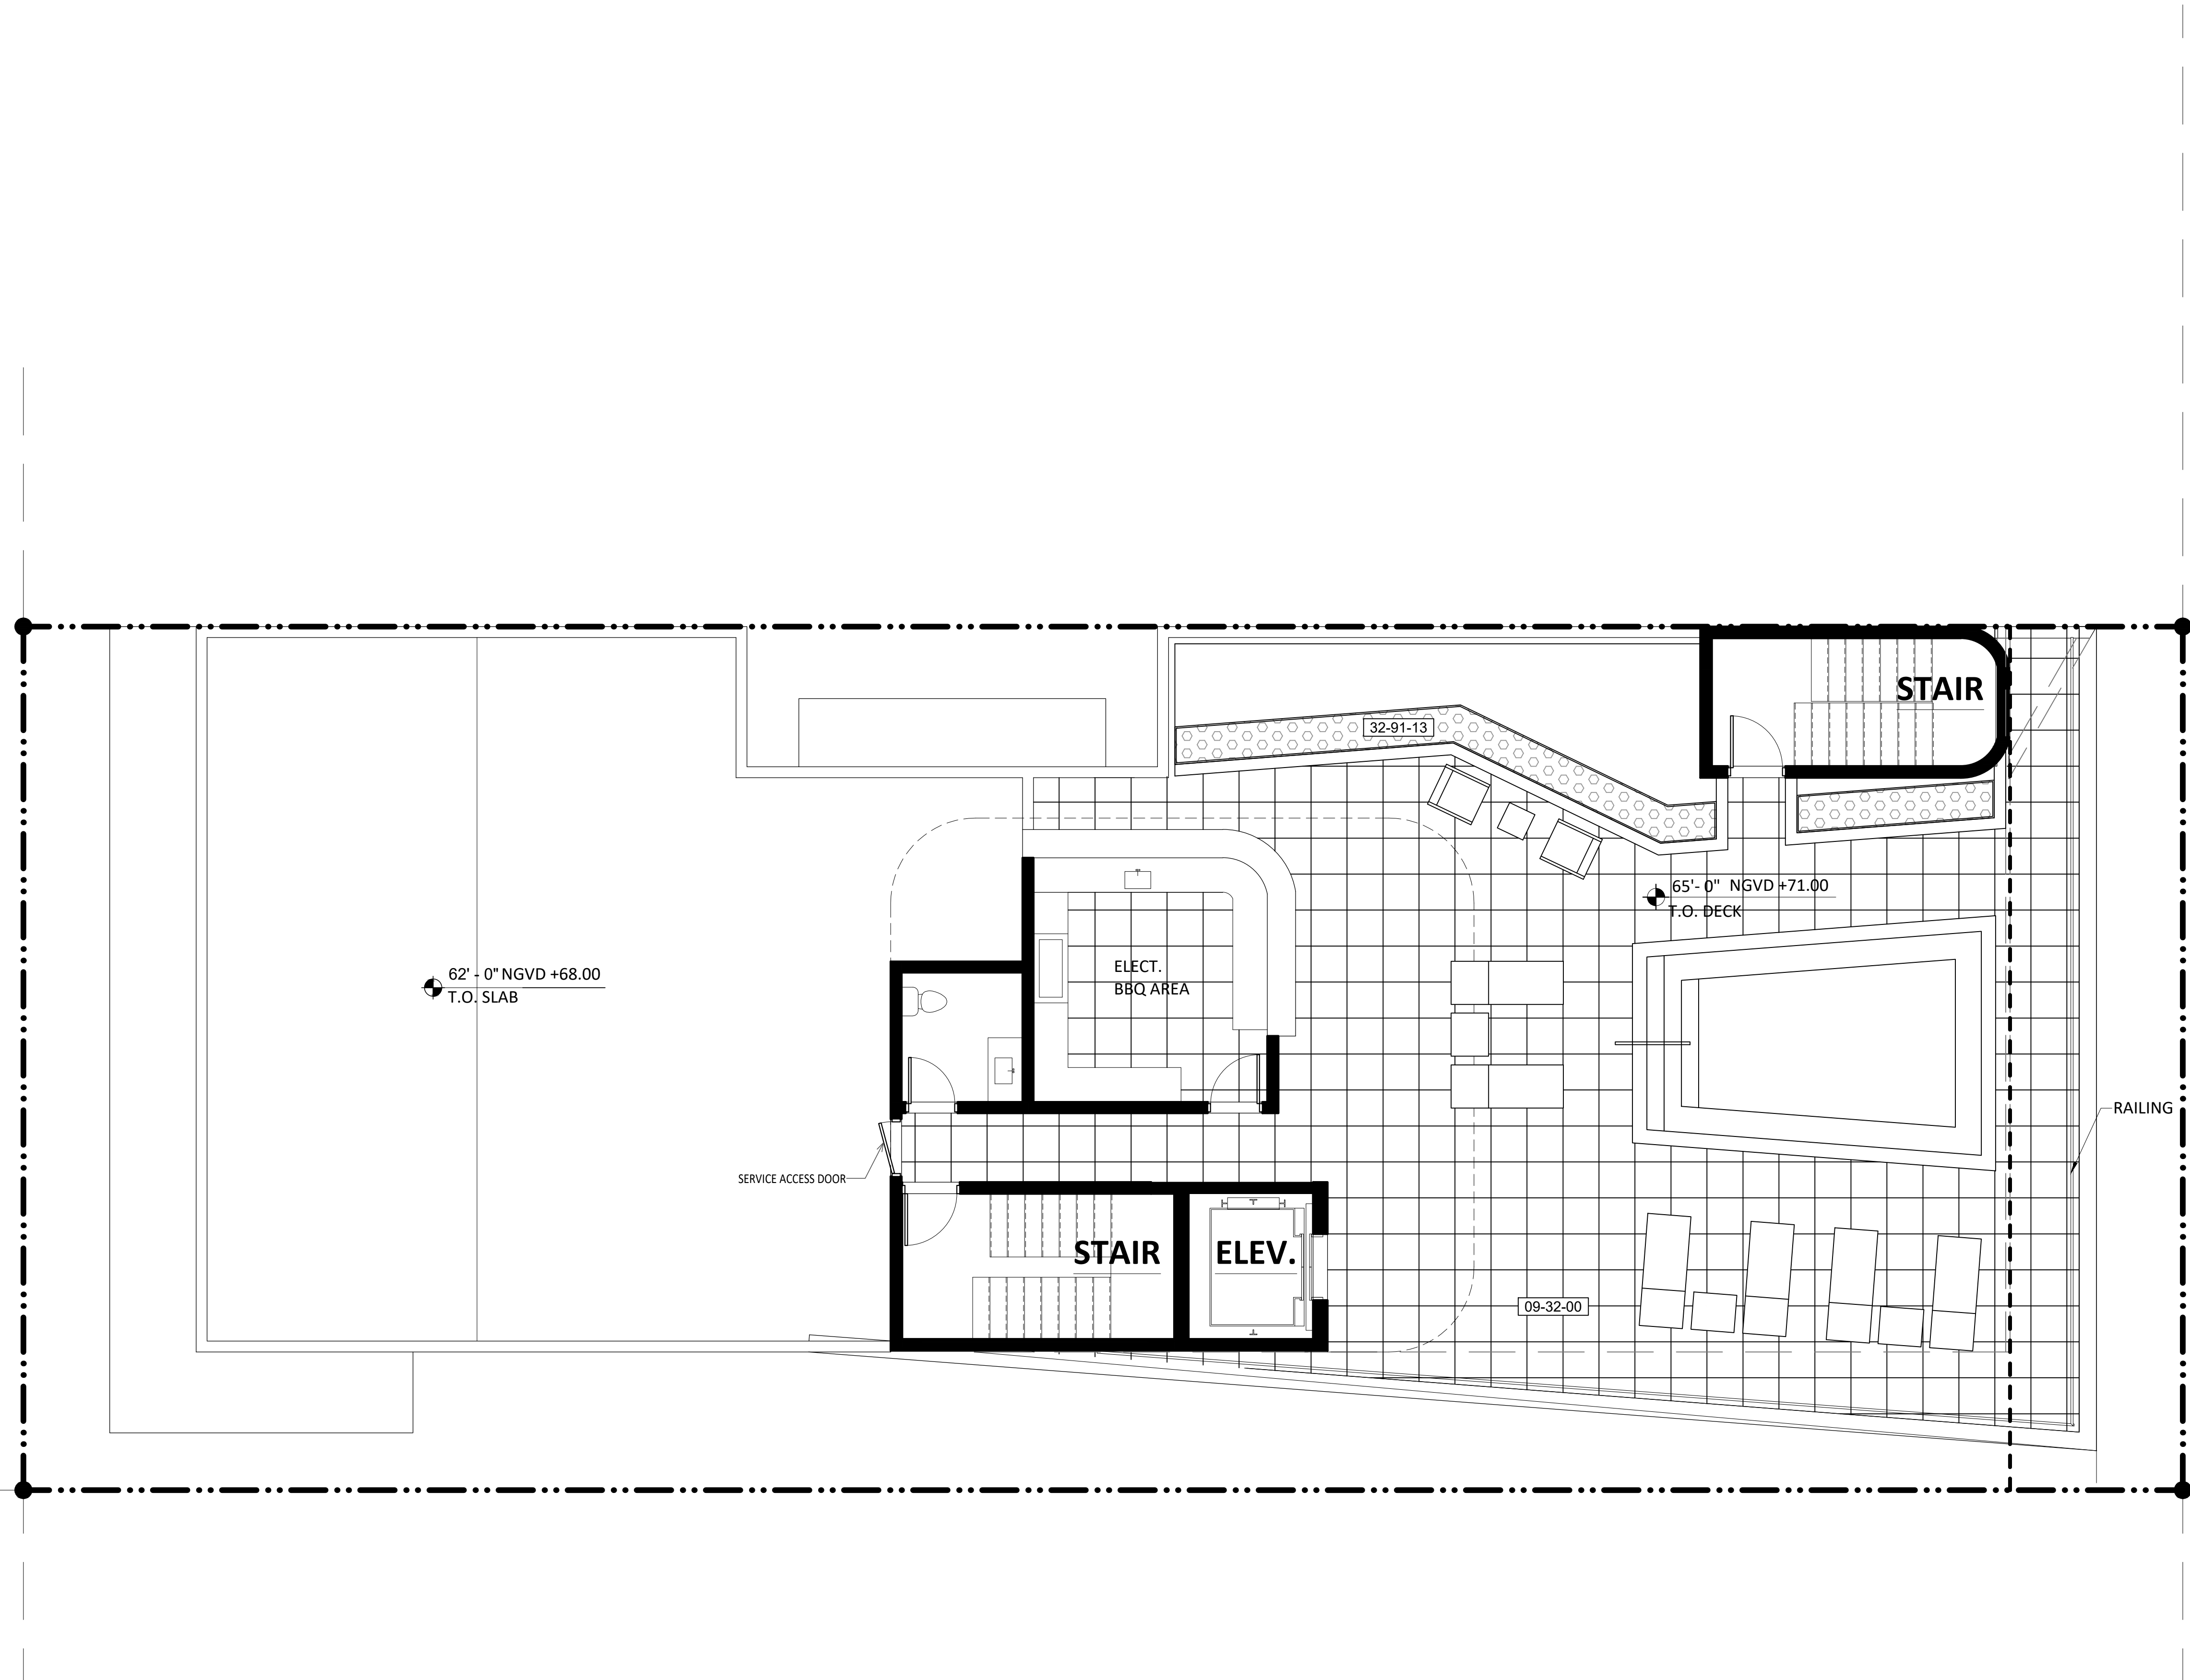 STAIR
32-91-13
65'- 0" NGVD +71.00
T.O. DECK
ELECT.
BBQ AREA
62' - 0" NGVD +68.00
T.O. SLAB
RAILING
SERVICE ACCESS DOOR
STAIR
ELEV.
09-32-00